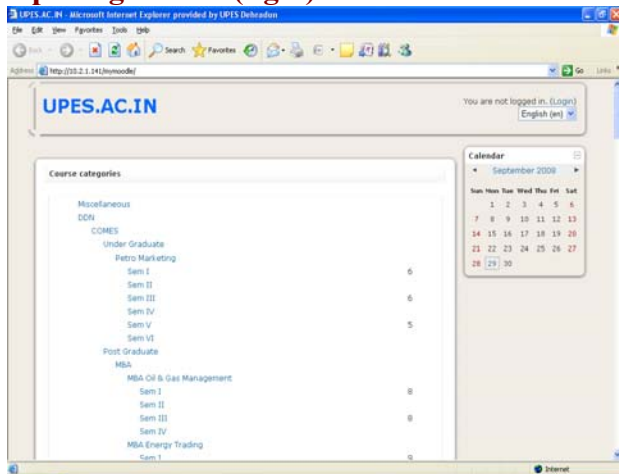 UPES.AC.IN - Microsoft Internet Explorer provided by UPES Dehradun
File Edit View Favorites Tools Help
Back Search Favorites
Address http://10.2.1.141/mymoodle/ Go Links
UPES.AC.IN
You are not logged in. (Login)
English (en)
Course categories
Miscellaneous
DDN
COMES
Under Graduate
Petro Marketing
Sem I 6
Sem II
Sem III 6
Sem IV
Sem V 5
Sem VI
Post Graduate
MBA
MBA Oil & Gas Management
Sem I 8
Sem II
Sem III 8
Sem IV
MBA Energy Trading
Sem I 9
Calendar
September 2008
Sun Mon Tue Wed Thu Fri Sat
1 2 3 4 5 6
7 8 9 10 11 12 13
14 15 16 17 18 19 20
21 22 23 24 25 26 27
28 29 30
Internet